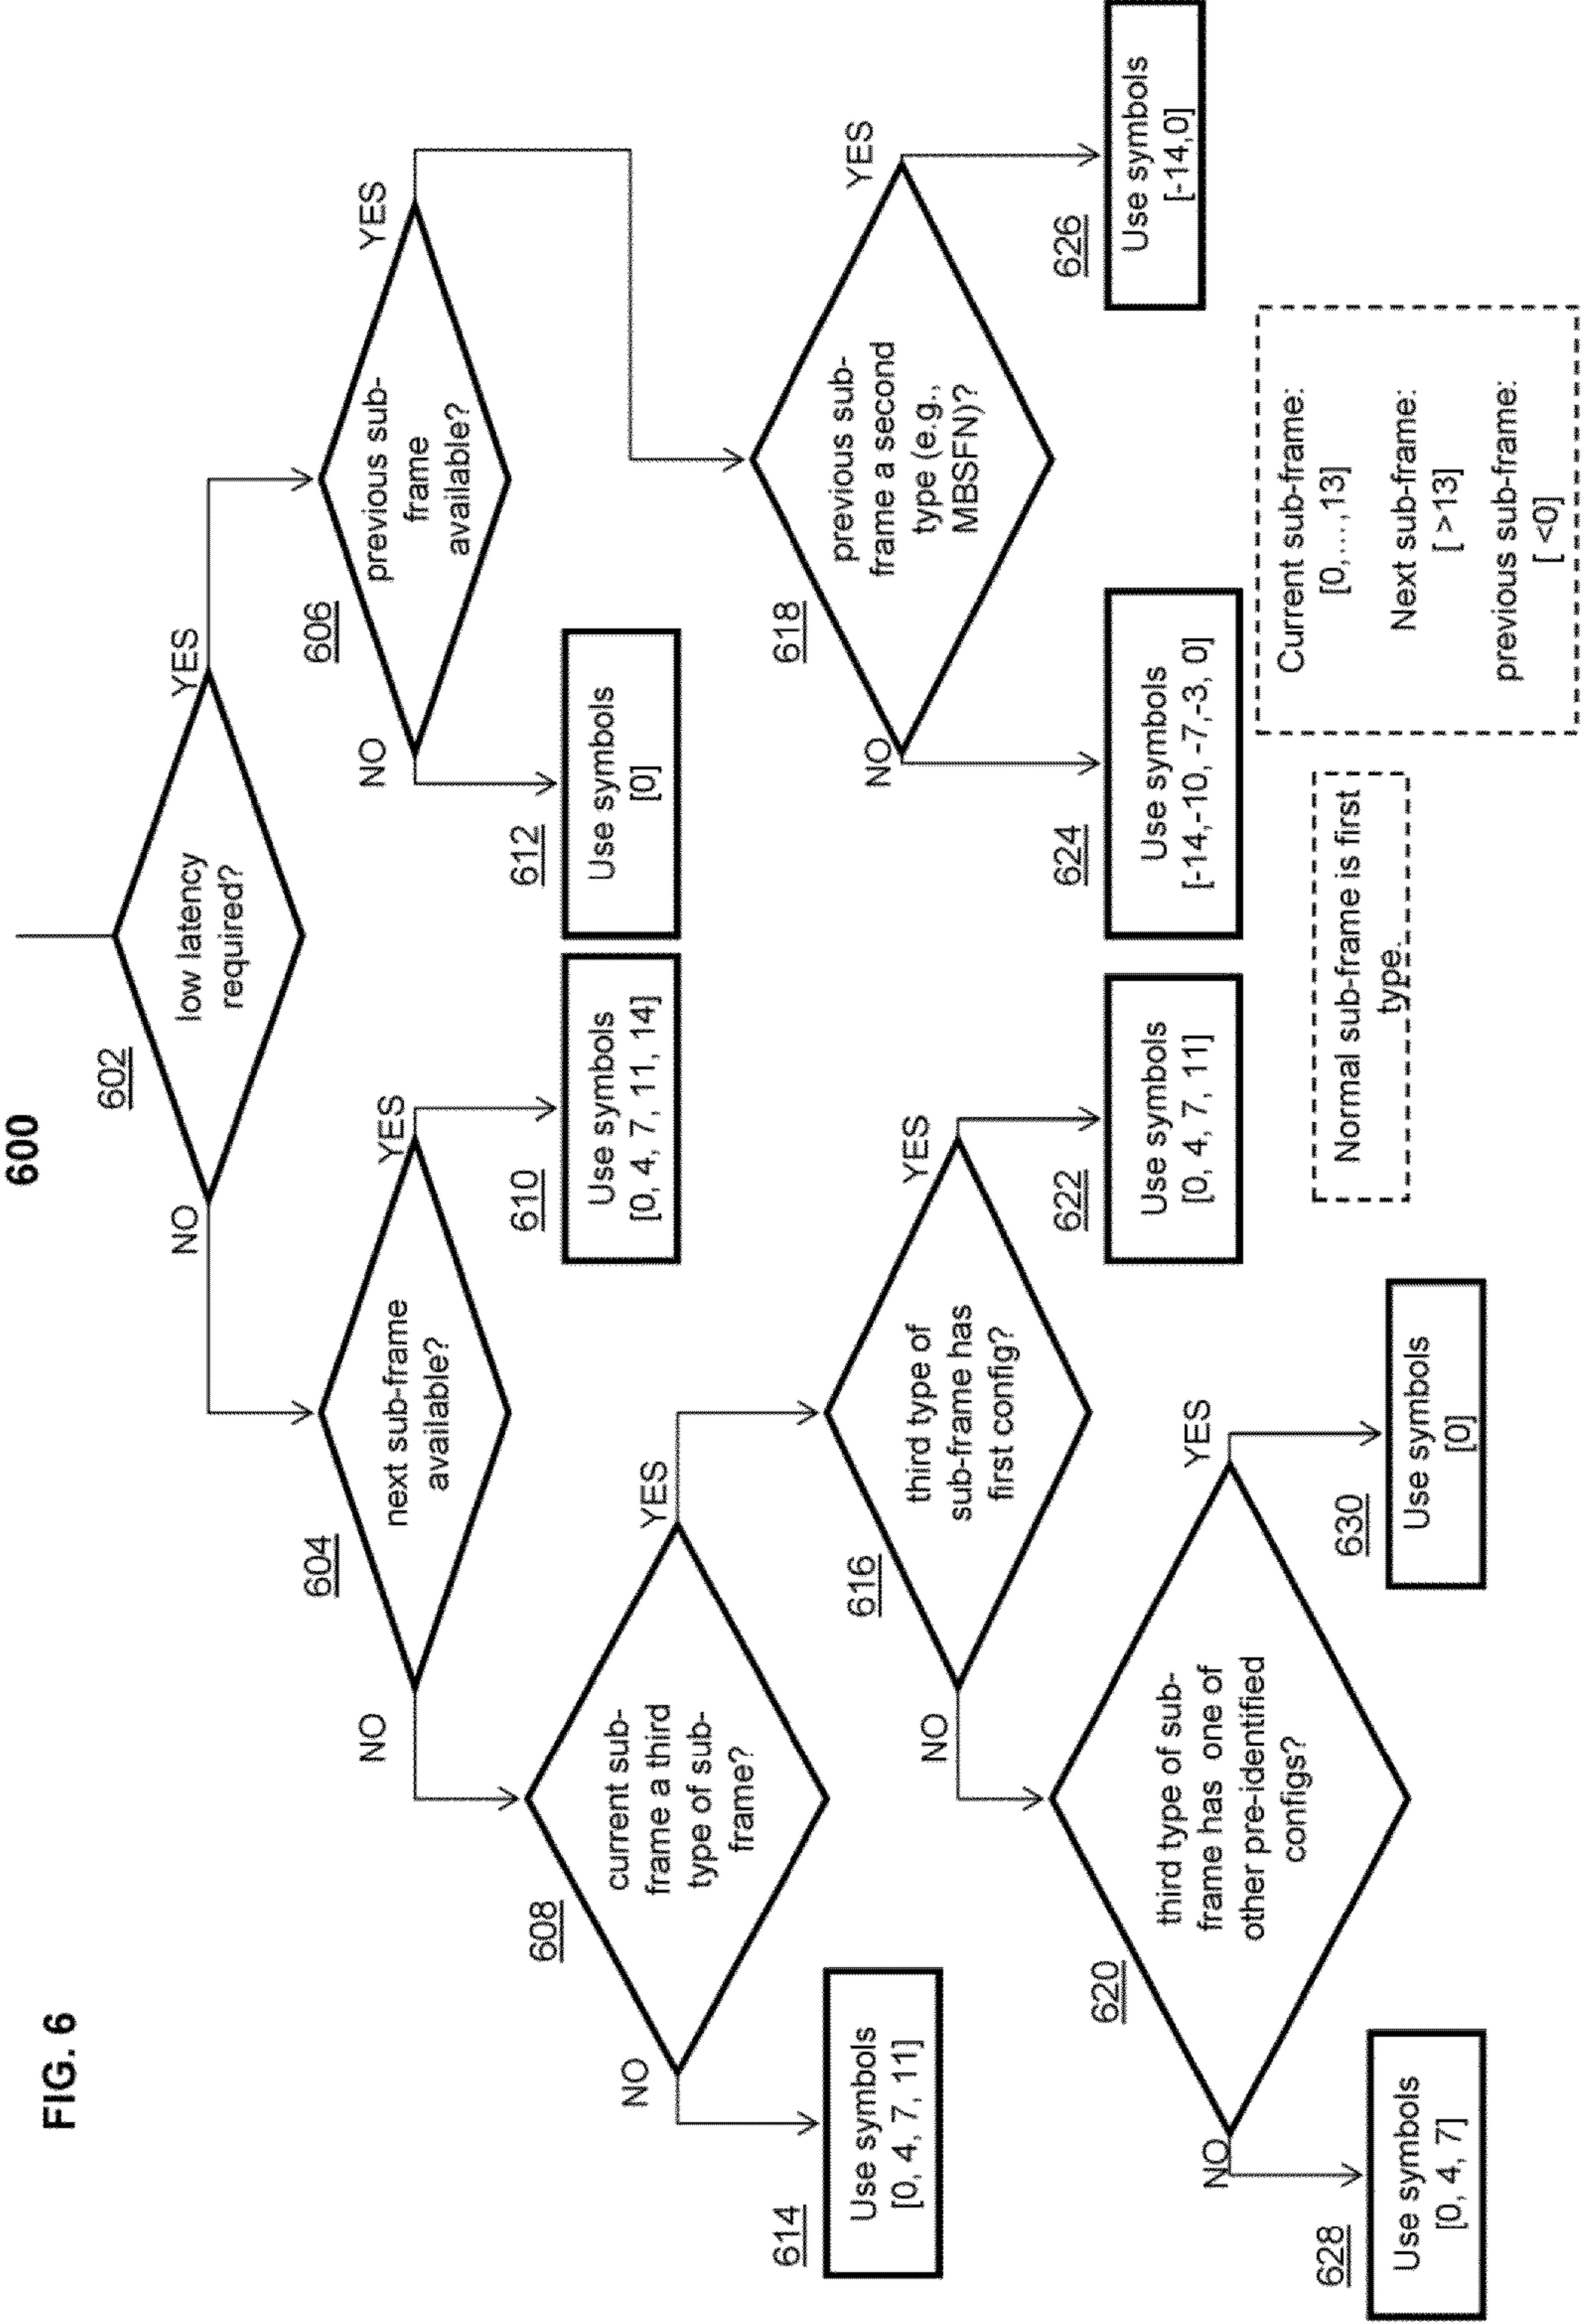 FIG. 6
600
602
low latency
required?
NO
YES
604
next sub-frame
available?
NO
YES
606
previous sub-
frame
available?
NO
YES
608
current sub-
frame a third
type of sub-
frame?
NO
YES
610
Use symbols
[0, 4, 7, 11, 14]
612
Use symbols
[0]
614
Use symbols
[0, 4, 7, 11]
616
third type of
sub-frame has
first config?
NO
YES
618
previous sub-
frame a second
type (e.g.,
MBSFN)?
NO
YES
620
third type of sub-
frame has one of
other pre-identified
configs?
NO
YES
622
Use symbols
[0, 4, 7, 11]
624
Use symbols
[-14,-10, -7,-3, 0]
626
Use symbols
[-14,0]
628
Use symbols
[0, 4, 7]
630
Use symbols
[0]
Normal sub-frame is first
type.
Current sub-frame:
[0,…,13]
Next sub-frame:
[ >13]
previous sub-frame:
[ <0]